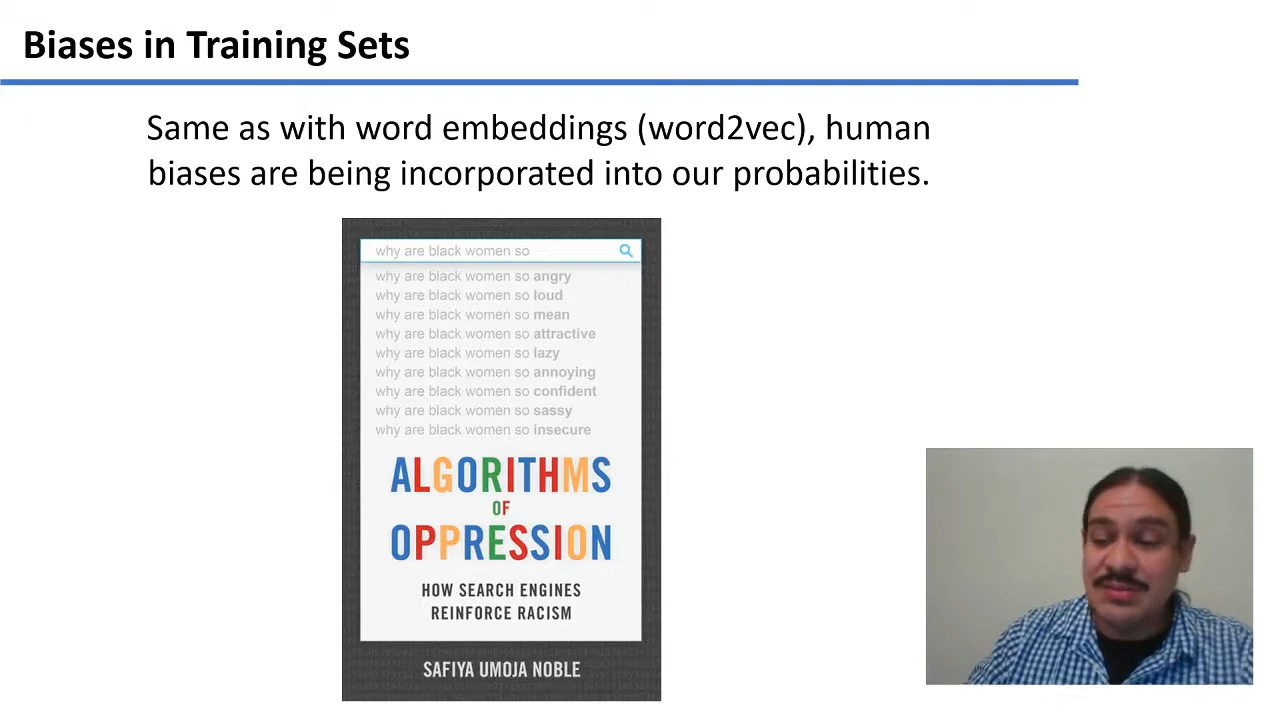 Biases in Training Sets
Same as with word embeddings (word2vec), human
biases are being incorporated into our probabilities.
why are black women so
why are black women so angry
why are black women so loud
why are black women so mean
why are black women so attractive
why are black women so lazy
why are black women so annoying
why are black women so confident
why are black women so sassy
why are black women so insecure
ALGORITHMS
OF
OPPRESSION
HOW SEARCH ENGINES
REINFORCE RACISM
SAFIYA UMOJA NOBLE